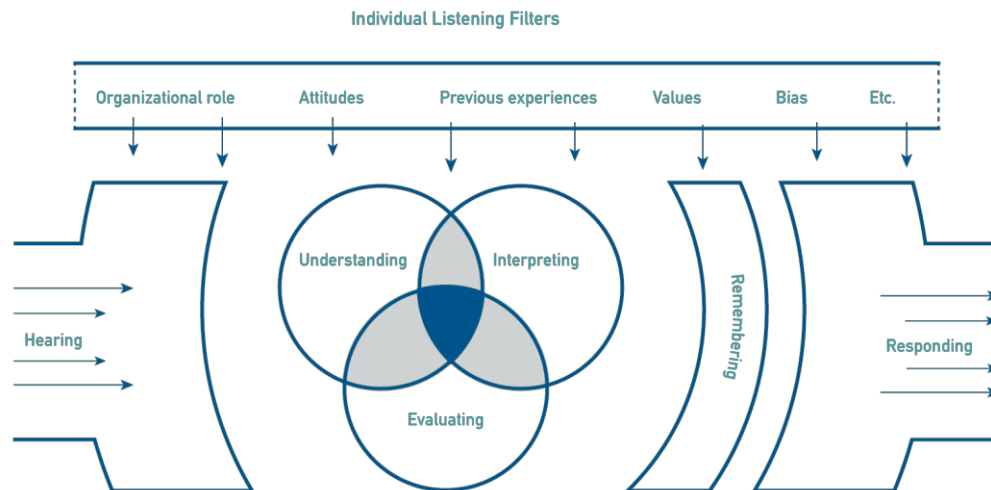 Individual Listening Filters
Organizational role Attitudes Previous experiences Values Bias Etc.
Understanding Interpreting
Remembering
Hearing Responding
Evaluating